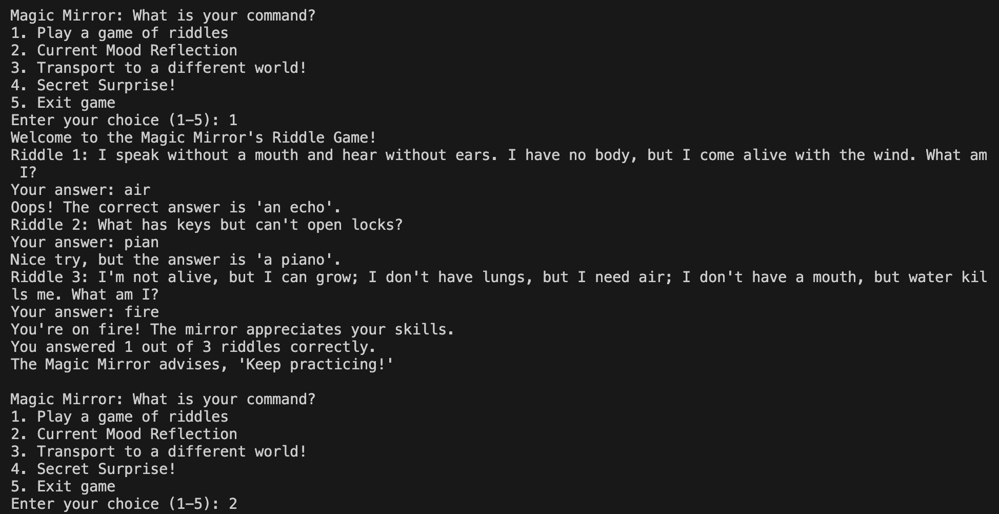 Magic Mirror: What is your command?
1. Play a game of riddles
2. Current Mood Reflection
3. Transport to a different world!
4. Secret Surprise!
5. Exit game
Enter your choice (1–5): 1
Welcome to the Magic Mirror's Riddle Game!
Riddle 1: I speak without a mouth and hear without ears. I have no body, but I come alive with the wind. What am
 I?
Your answer: air
Oops! The correct answer is 'an echo'.
Riddle 2: What has keys but can't open locks?
Your answer: pian
Nice try, but the answer is 'a piano'.
Riddle 3: I'm not alive, but I can grow; I don't have lungs, but I need air; I don't have a mouth, but water kil
ls me. What am I?
Your answer: fire
You're on fire! The mirror appreciates your skills.
You answered 1 out of 3 riddles correctly.
The Magic Mirror advises, 'Keep practicing!'

Magic Mirror: What is your command?
1. Play a game of riddles
2. Current Mood Reflection
3. Transport to a different world!
4. Secret Surprise!
5. Exit game
Enter your choice (1–5): 2